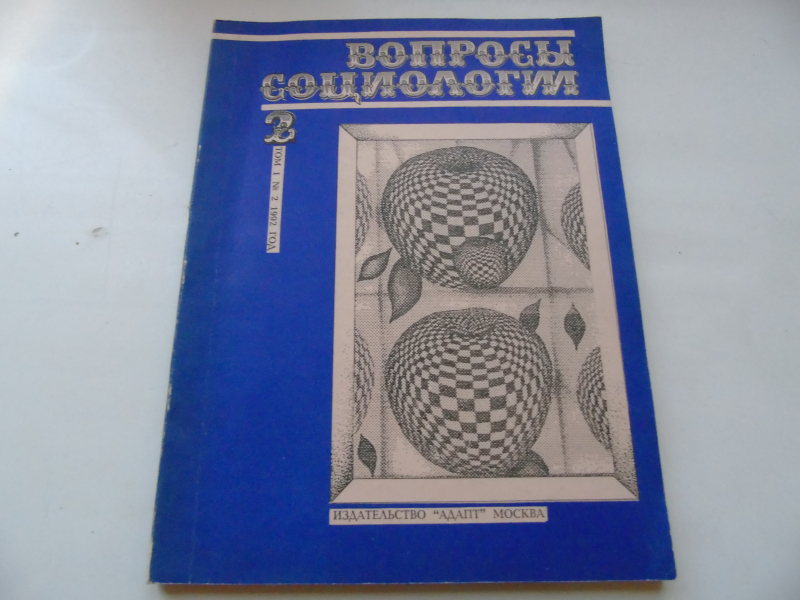 ВОПРОСЫ
СОЦИОЛОГИИ
2
ТОМ 1 № 2 1992 ГОД
ИЗДАТЕЛЬСТВО "АДАПТ" МОСКВА